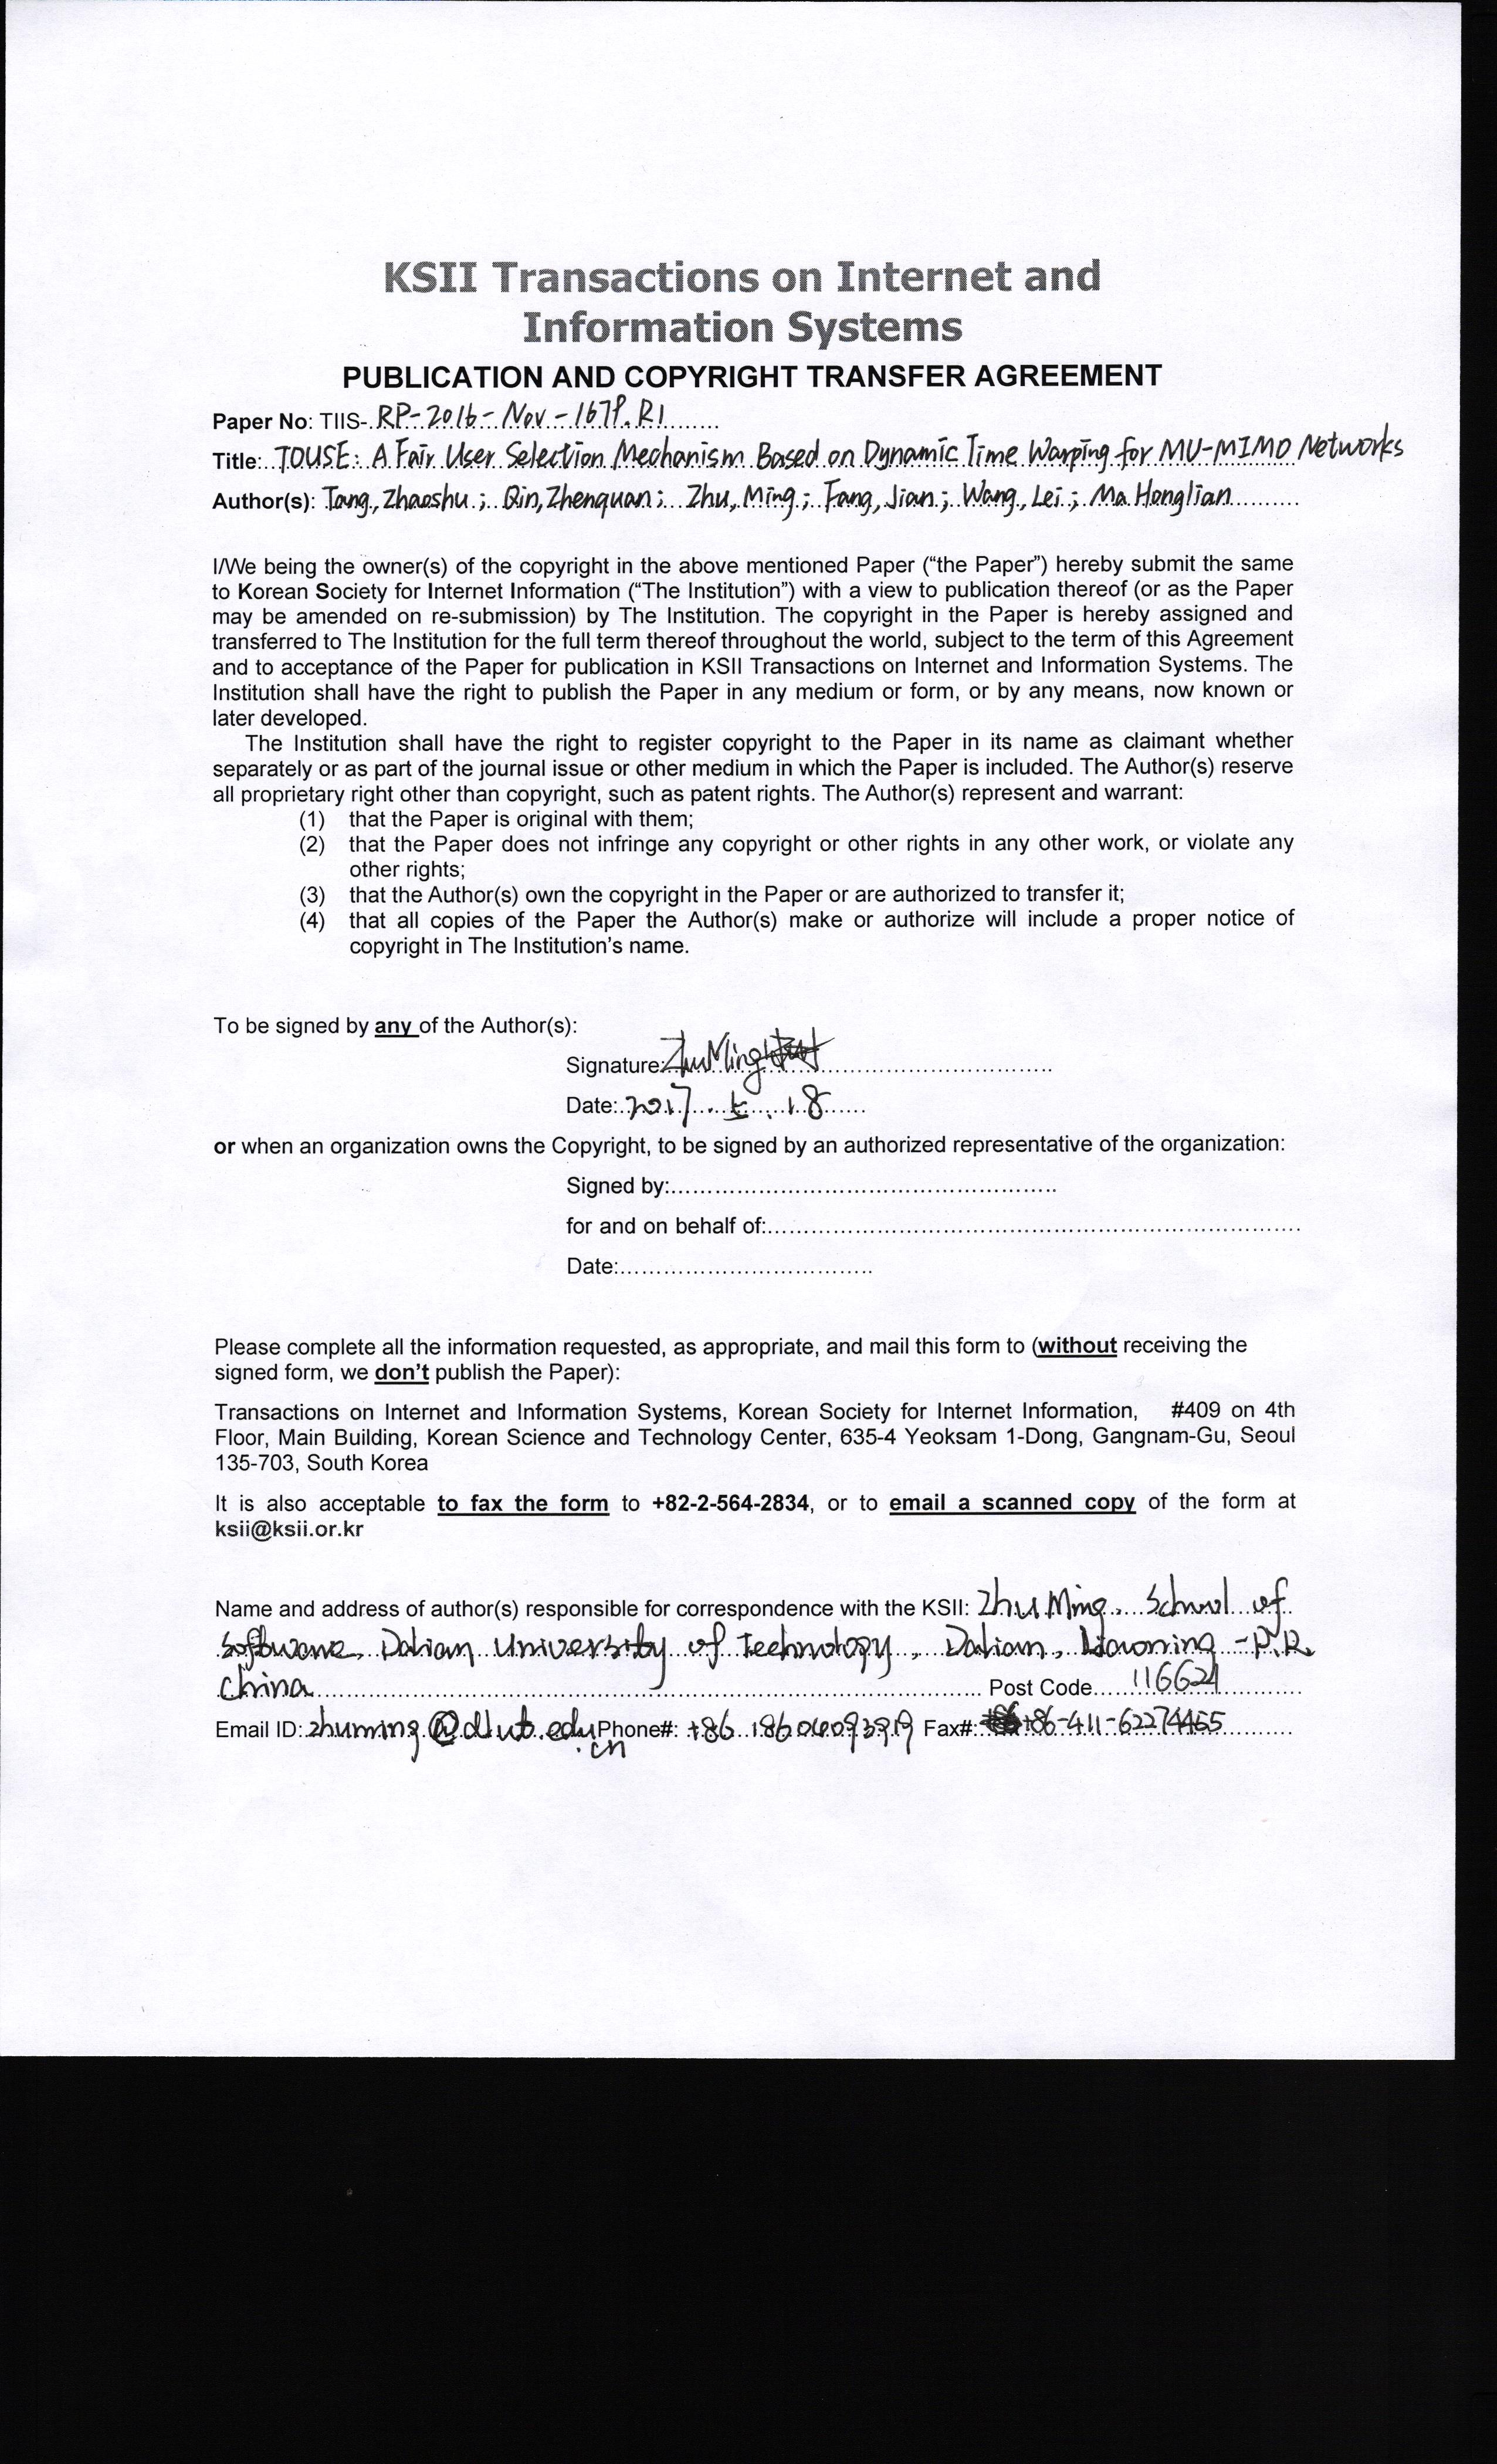 KSII Transactions on Internet and
Information Systems
PUBLICATION AND COPYRIGHT TRANSFER AGREEMENT
Paper No: TIIS- RP-2016-Nov-1679.R1
Title: TOUSE: A Fair User Selection Mechanism Based on Dynamic Time Warping for MU-MIMO Networks
Author(s): Tang, Zhaoshu; Qin, Zhenquan; Zhu, Ming; Fang, Jian; Wang, Lei; Ma Honglian
I/We being the owner(s) of the copyright in the above mentioned Paper (“the Paper”) hereby submit the same
to Korean Society for Internet Information (“The Institution”) with a view to publication thereof (or as the Paper
may be amended on re-submission) by The Institution. The copyright in the Paper is hereby assigned and
transferred to The Institution for the full term thereof throughout the world, subject to the term of this Agreement
and to acceptance of the Paper for publication in KSII Transactions on Internet and Information Systems. The
Institution shall have the right to publish the Paper in any medium or form, or by any means, now known or
later developed.
The Institution shall have the right to register copyright to the Paper in its name as claimant whether
separately or as part of the journal issue or other medium in which the Paper is included. The Author(s) reserve
all proprietary right other than copyright, such as patent rights. The Author(s) represent and warrant:
(1) that the Paper is original with them;
(2) that the Paper does not infringe any copyright or other rights in any other work, or violate any
other rights;
(3) that the Author(s) own the copyright in the Paper or are authorized to transfer it;
(4) that all copies of the Paper the Author(s) make or authorize will include a proper notice of
copyright in The Institution’s name.
To be signed by any of the Author(s):
Signature: Zhu Ming
Date: 2017. 5. 18
or when an organization owns the Copyright, to be signed by an authorized representative of the organization:
Signed by:
for and on behalf of:
Date:
Please complete all the information requested, as appropriate, and mail this form to (without receiving the
signed form, we don’t publish the Paper):
Transactions on Internet and Information Systems, Korean Society for Internet Information, #409 on 4th
Floor, Main Building, Korean Science and Technology Center, 635-4 Yeoksam 1-Dong, Gangnam-Gu, Seoul
135-703, South Korea
It is also acceptable to fax the form to +82-2-564-2834, or to email a scanned copy of the form at
ksii@ksii.or.kr
Name and address of author(s) responsible for correspondence with the KSII: Zhu Ming, School of
Software, Dalian University of Technology, Dalian, Liaoning - P.R.
China Post Code 116621
Email ID: zhuming@dlut.edu.cn Phone#: +86 18604093919 Fax#: +86-411-62274455